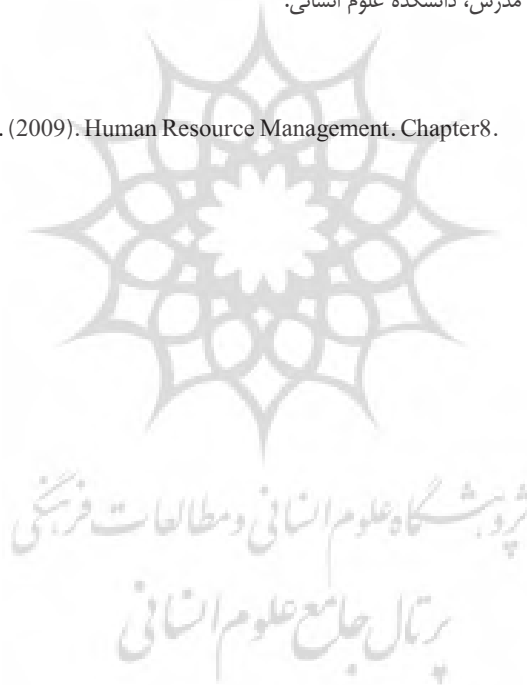 مدرس، دانشکده علوم انسانی.
. (2009). Human Resource Management. Chapter8.
پژوهشگاه علوم انسانی و مطالعات فرهنگی
پرتال جامع علوم انسانی